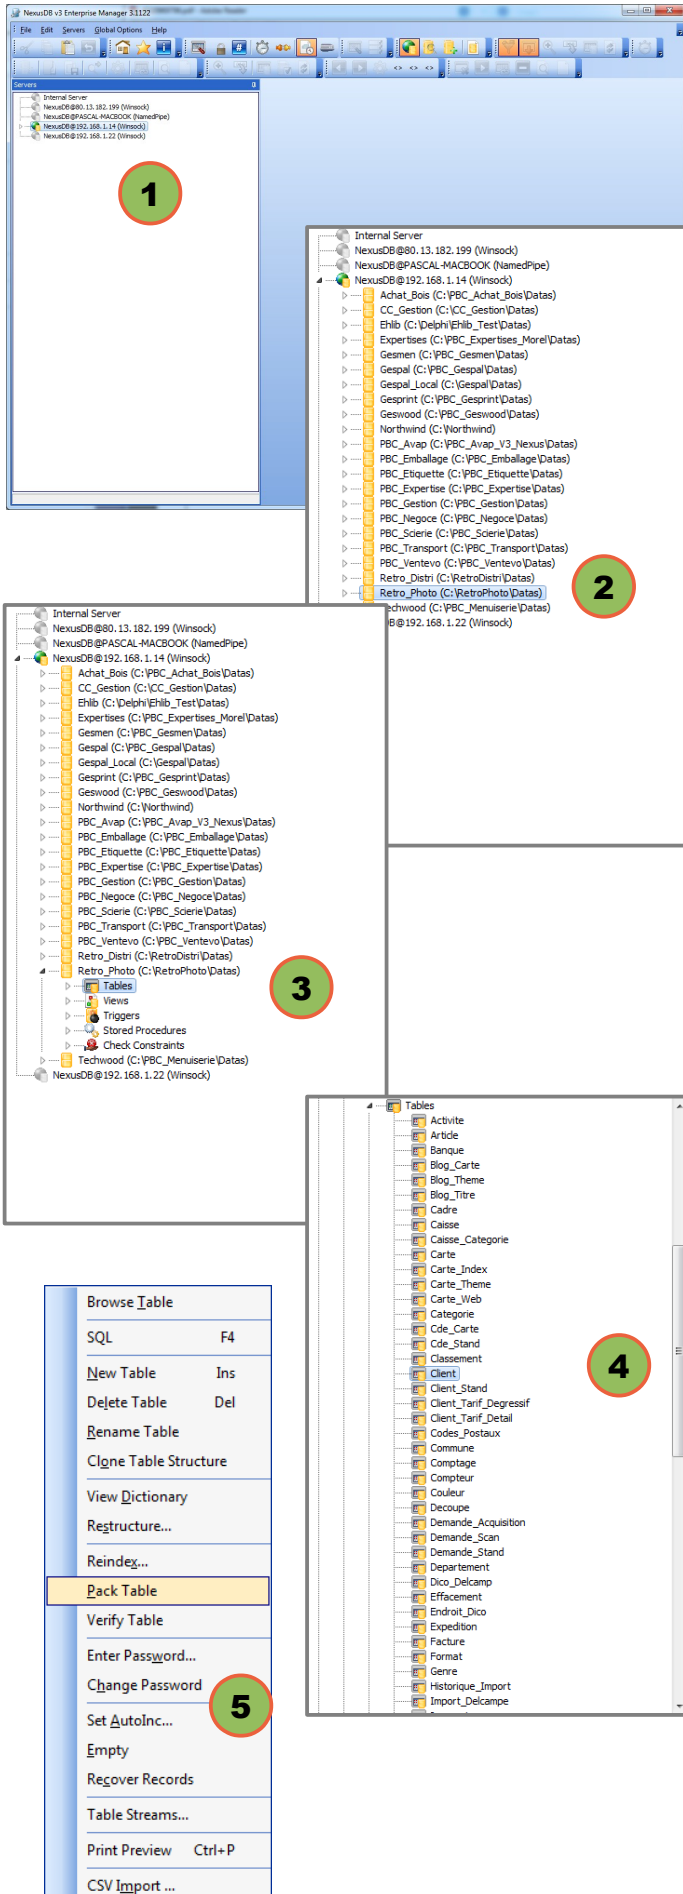 NexusDB v3 Enterprise Manager 3.1122
File Edit Servers Global Options Help
Servers
Internal Server
NexusDB@80.13.182.199 (Winsock)
NexusDB@PASCAL-MACBOOK (NamedPipe)
NexusDB@192.168.1.14 (Winsock)
NexusDB@192.168.1.22 (Winsock)
1
Internal Server
NexusDB@80.13.182.199 (Winsock)
NexusDB@PASCAL-MACBOOK (NamedPipe)
NexusDB@192.168.1.14 (Winsock)
Achat_Bois (C:\PBC_Achat_Bois\Datas)
CC_Gestion (C:\CC_Gestion\Datas)
Ehlib (C:\Delphi\Ehlib_Test\Datas)
Expertises (C:\PBC_Expertises_Morel\Datas)
Gesmen (C:\PBC_Gesmen\Datas)
Gespal (C:\PBC_Gespal\Datas)
Gespal_Local (C:\Gespal\Datas)
Gesprint (C:\PBC_Gesprint\Datas)
Geswood (C:\PBC_Geswood\Datas)
Northwind (C:\Northwind)
PBC_Avap (C:\PBC_Avap_V3_Nexus\Datas)
PBC_Emballage (C:\PBC_Emballage\Datas)
PBC_Etiquette (C:\PBC_Etiquette\Datas)
PBC_Expertise (C:\PBC_Expertise\Datas)
PBC_Gestion (C:\PBC_Gestion\Datas)
PBC_Negoce (C:\PBC_Negoce\Datas)
PBC_Scierie (C:\PBC_Scierie\Datas)
PBC_Transport (C:\PBC_Transport\Datas)
PBC_Ventevo (C:\PBC_Ventevo\Datas)
Retro_Distri (C:\RetroDistri\Datas)
Retro_Photo (C:\RetroPhoto\Datas)
echwood (C:\PBC_Menuiserie\Datas)
DB@192.168.1.22 (Winsock)
2
Internal Server
NexusDB@80.13.182.199 (Winsock)
NexusDB@PASCAL-MACBOOK (NamedPipe)
NexusDB@192.168.1.14 (Winsock)
Achat_Bois (C:\PBC_Achat_Bois\Datas)
CC_Gestion (C:\CC_Gestion\Datas)
Ehlib (C:\Delphi\Ehlib_Test\Datas)
Expertises (C:\PBC_Expertises_Morel\Datas)
Gesmen (C:\PBC_Gesmen\Datas)
Gespal (C:\PBC_Gespal\Datas)
Gespal_Local (C:\Gespal\Datas)
Gesprint (C:\PBC_Gesprint\Datas)
Geswood (C:\PBC_Geswood\Datas)
Northwind (C:\Northwind)
PBC_Avap (C:\PBC_Avap_V3_Nexus\Datas)
PBC_Emballage (C:\PBC_Emballage\Datas)
PBC_Etiquette (C:\PBC_Etiquette\Datas)
PBC_Expertise (C:\PBC_Expertise\Datas)
PBC_Gestion (C:\PBC_Gestion\Datas)
PBC_Negoce (C:\PBC_Negoce\Datas)
PBC_Scierie (C:\PBC_Scierie\Datas)
PBC_Transport (C:\PBC_Transport\Datas)
PBC_Ventevo (C:\PBC_Ventevo\Datas)
Retro_Distri (C:\RetroDistri\Datas)
Retro_Photo (C:\RetroPhoto\Datas)
Tables
Views
Triggers
Stored Procedures
Check Constraints
Techwood (C:\PBC_Menuiserie\Datas)
NexusDB@192.168.1.22 (Winsock)
3
Tables
Activite
Article
Banque
Blog_Carte
Blog_Theme
Blog_Titre
Cadre
Caisse
Caisse_Categorie
Carte
Carte_Index
Carte_Theme
Carte_Web
Categorie
Cde_Carte
Cde_Stand
Classement
Client
Client_Stand
Client_Tarif_Degressif
Client_Tarif_Detail
Codes_Postaux
Commune
Comptage
Compteur
Couleur
Decoupe
Demande_Acquisition
Demande_Scan
Demande_Stand
Departement
Dico_Delcamp
Effacement
Endroit_Dico
Expedition
Facture
Format
Genre
Historique_Import
Import_Delcampe
4
Browse Table
SQL F4
New Table Ins
Delete Table Del
Rename Table
Clone Table Structure
View Dictionary
Restructure...
Reindex...
Pack Table
Verify Table
Enter Password...
Change Password
Set AutoInc...
Empty
Recover Records
Table Streams...
Print Preview Ctrl+P
CSV Import ...
5